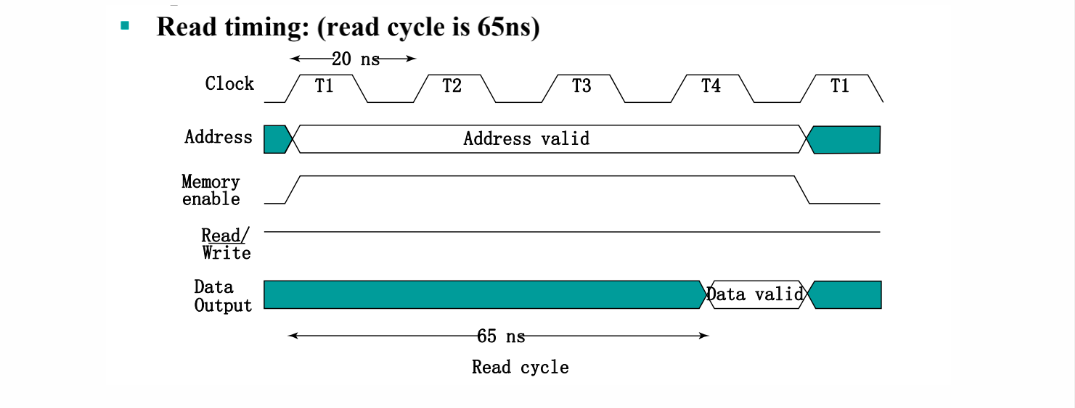 ▪ Read timing: (read cycle is 65ns)
20 ns
Clock T1 T2 T3 T4 T1
Address Address valid
Memory
enable
Read/
Write
Data
Output
Data valid
65 ns
Read cycle